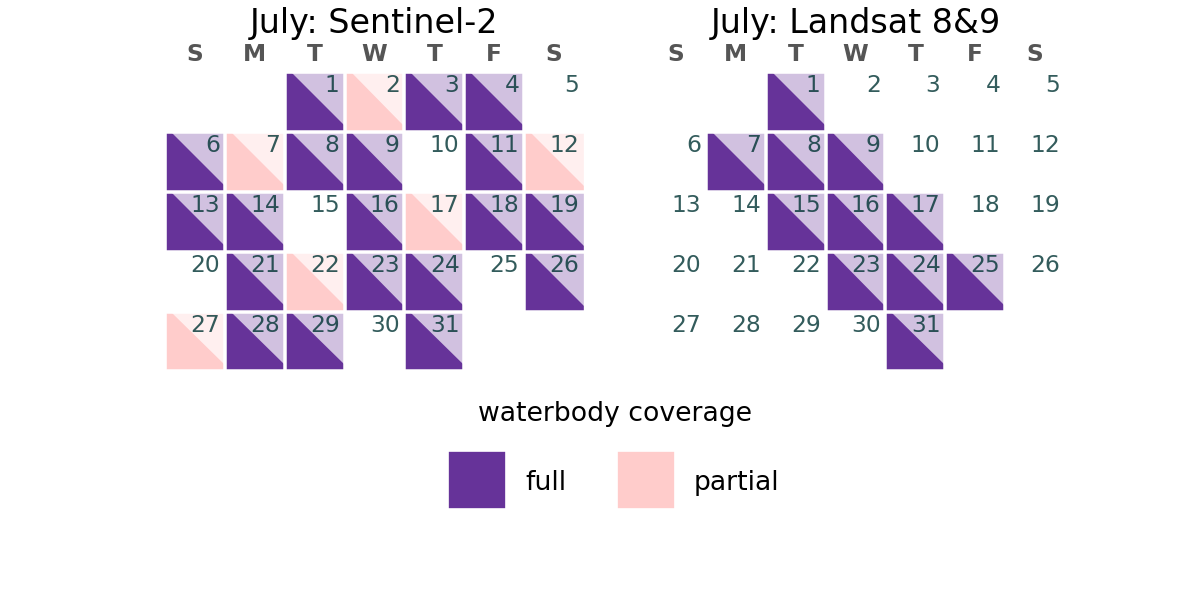 July: Sentinel-2
S M T W T F S
1 2 3 4 5
6 7 8 9 10 11 12
13 14 15 16 17 18 19
20 21 22 23 24 25 26
27 28 29 30 31
July: Landsat 8&9
S M T W T F S
1 2 3 4 5
6 7 8 9 10 11 12
13 14 15 16 17 18 19
20 21 22 23 24 25 26
27 28 29 30 31
waterbody coverage
full partial